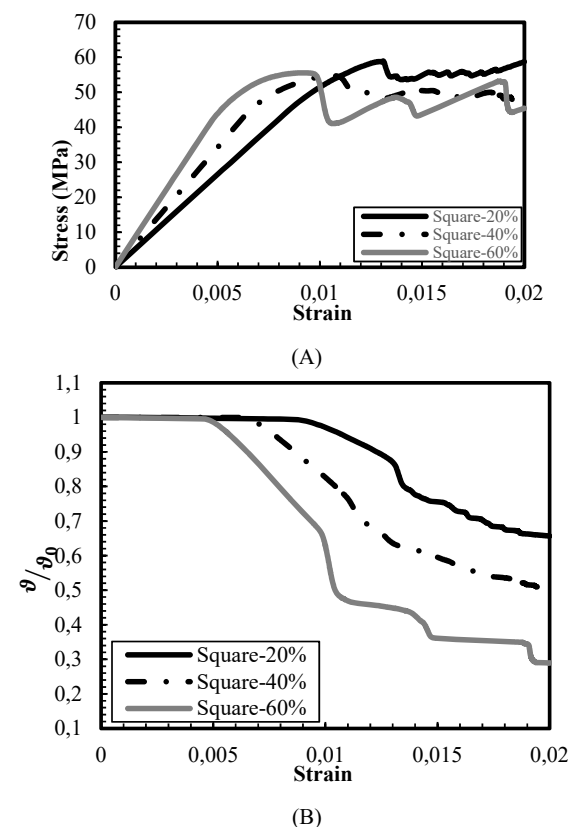 70
60
50
40
30
20
10
0
Stress (MPa)
Square-20%
Square-40%
Square-60%
0 0,005 0,01 0,015 0,02
Strain
(A)
1,1
1
0,9
0,8
0,7
0,6
0,5
0,4
0,3
0,2
0,1
ϑ/ϑ0
Square-20%
Square-40%
Square-60%
0 0,005 0,01 0,015 0,02
Strain
(B)